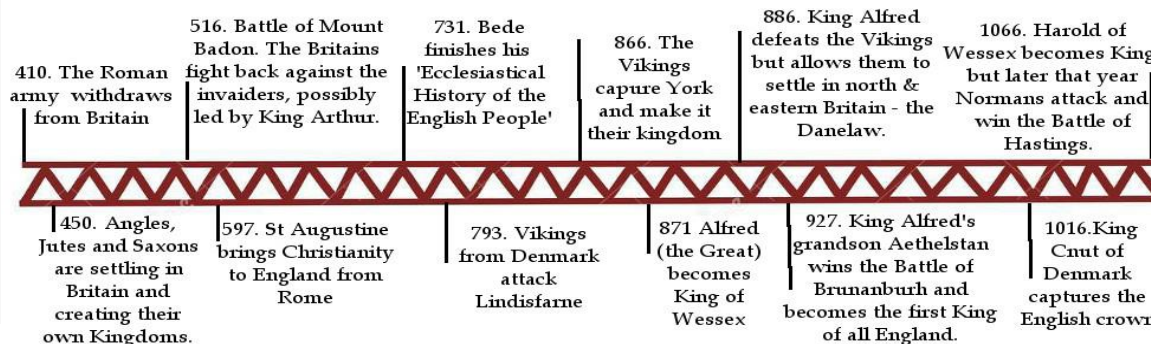 410. The Roman
army withdraws
from Britain
516. Battle of Mount
Badon. The Britains
fight back against the
invaiders, possibly
led by King Arthur.
731. Bede
finishes his
'Ecclesiastical
History of the
English People'
866. The
Vikings
capure York
and make it
their kingdom
886. King Alfred
defeats the Vikings
but allows them to
settle in north &
eastern Britain - the
Danelaw.
1066. Harold of
Wessex becomes King
but later that year
Normans attack and
win the Battle of
Hastings.
450. Angles,
Jutes and Saxons
are settling in
Britain and
creating their
own Kingdoms.
597. St Augustine
brings Christianity
to England from
Rome
793. Vikings
from Denmark
attack
Lindisfarne
871 Alfred
(the Great)
becomes
King of
Wessex
927. King Alfred's
grandson Aethelstan
wins the Battle of
Brunanburh and
becomes the first King
of all England.
1016.King
Cnut of
Denmark
captures the
English crown